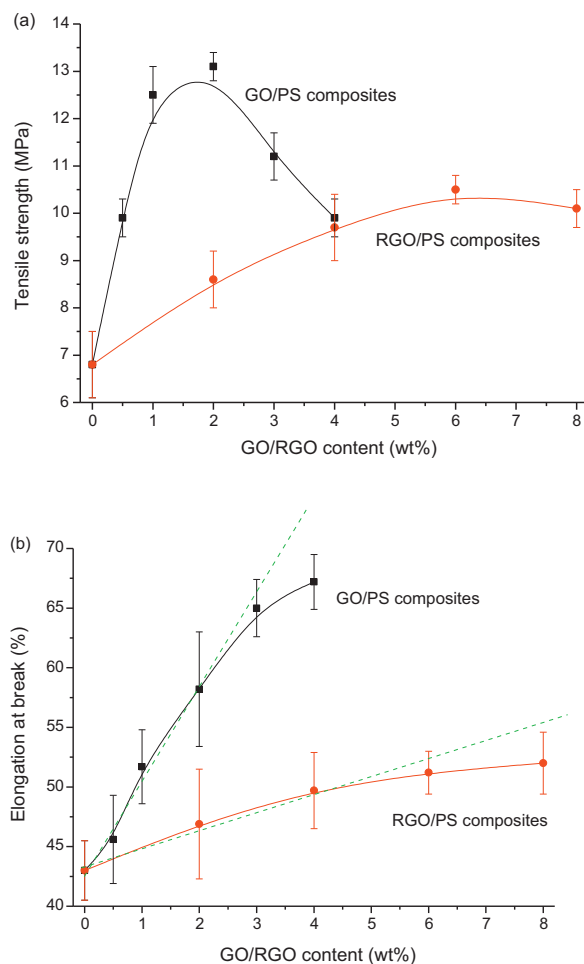 (a)
14
13
12
11
10
9
8
7
6
Tensile strength (MPa)
GO/PS composites
RGO/PS composites
0 1 2 3 4 5 6 7 8
GO/RGO content (wt%)
(b)
70
65
60
55
50
45
40
Elongation at break (%)
GO/PS composites
RGO/PS composites
0 1 2 3 4 5 6 7 8
GO/RGO content (wt%)